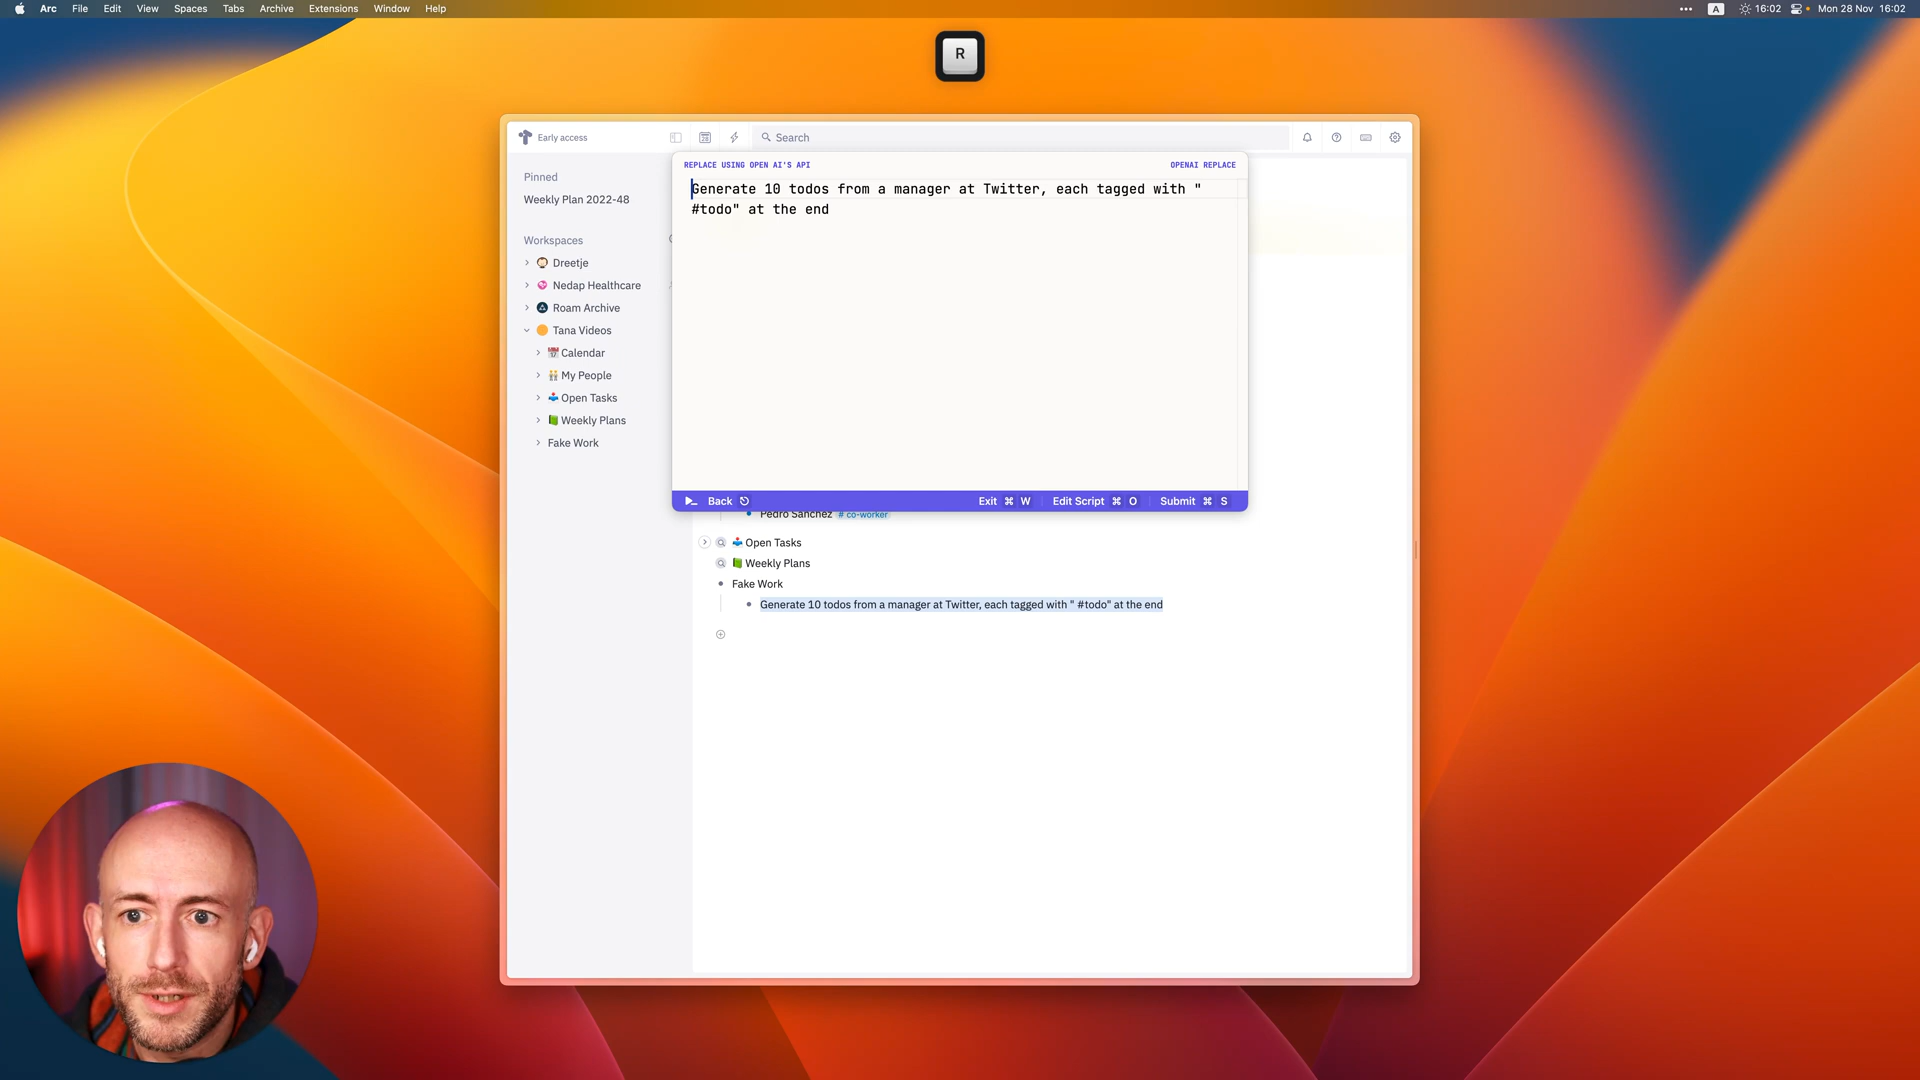 Arc File Edit View Spaces Tabs Archive Extensions Window Help
A 16:02 Mon 28 Nov 16:02
R
Early access
28
Search
REPLACE USING OPEN AI'S API
OPENAI REPLACE
Generate 10 todos from a manager at Twitter, each tagged with "
#todo" at the end
Back
Exit ⌘ W
Edit Script ⌘ O
Submit ⌘ S
Pinned
Weekly Plan 2022-48
Workspaces
Dreetje
Nedap Healthcare
Roam Archive
Tana Videos
Calendar
My People
Open Tasks
Weekly Plans
Fake Work
Pedro Sanchez # co-worker
Open Tasks
Weekly Plans
Fake Work
Generate 10 todos from a manager at Twitter, each tagged with " #todo" at the end